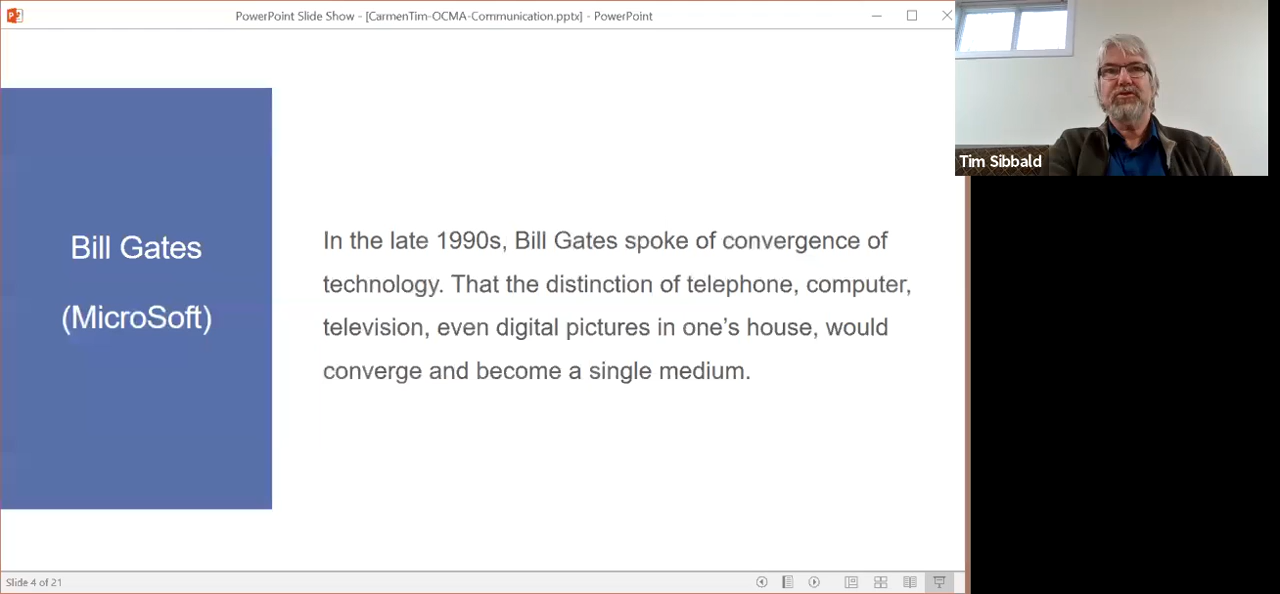 PowerPoint Slide Show - [CarmenTim-OCMA-Communication.pptx] - PowerPoint
Tim Sibbald
Bill Gates
(MicroSoft)
In the late 1990s, Bill Gates spoke of convergence of
technology. That the distinction of telephone, computer,
television, even digital pictures in one’s house, would
converge and become a single medium.
Slide 4 of 21